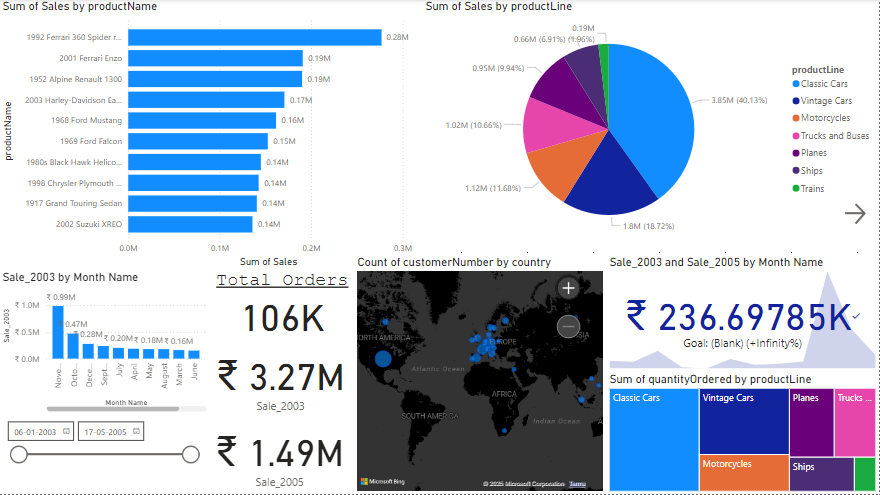 Sum of Sales by productName
productName
1992 Ferrari 360 Spider r...
0.28M
2001 Ferrari Enzo
0.19M
1952 Alpine Renault 1300
0.19M
2003 Harley-Davidson Ea...
0.17M
1968 Ford Mustang
0.16M
1969 Ford Falcon
0.15M
1980s Black Hawk Helico...
0.14M
1998 Chrysler Plymouth ...
0.14M
1917 Grand Touring Sedan
0.14M
2002 Suzuki XREO
0.14M
0.0M 0.1M 0.2M 0.3M
Sum of Sales
Sum of Sales by productLine
0.19M
(1.96%)
0.66M (6.91%)
0.95M (9.94%)
1.02M (10.66%)
1.12M (11.68%)
1.8M (18.72%)
3.85M (40.13%)
productLine
Classic Cars
Vintage Cars
Motorcycles
Trucks and Buses
Planes
Ships
Trains
Sale_2003 by Month Name
Sale_2003
₹ 1.0M
₹ 0.5M
₹ 0.0M
₹ 0.99M
0.47M
0.28M
₹ 0.20M
₹ 0.18M
₹ 0.16M
Nove...
Octo...
Dece...
Sept...
July
April
May
August
March
June
Month Name
06-01-2003
17-05-2005
Total Orders
106K
₹ 3.27M
Sale_2003
₹ 1.49M
Sale_2005
Count of customerNumber by country
NORTH AMERICA
EUROPE
ASIA
Atlantic Ocean
AFRICA
SOUTH AMERICA
Indian Ocean
Microsoft Bing
© 2025 Microsoft Corporation Terms
Sale_2003 and Sale_2005 by Month Name
₹ 236.69785K
Goal: (Blank) (+Infinity%)
Sum of quantityOrdered by productLine
Classic Cars
Vintage Cars
Motorcycles
Planes
Trucks ...
Ships